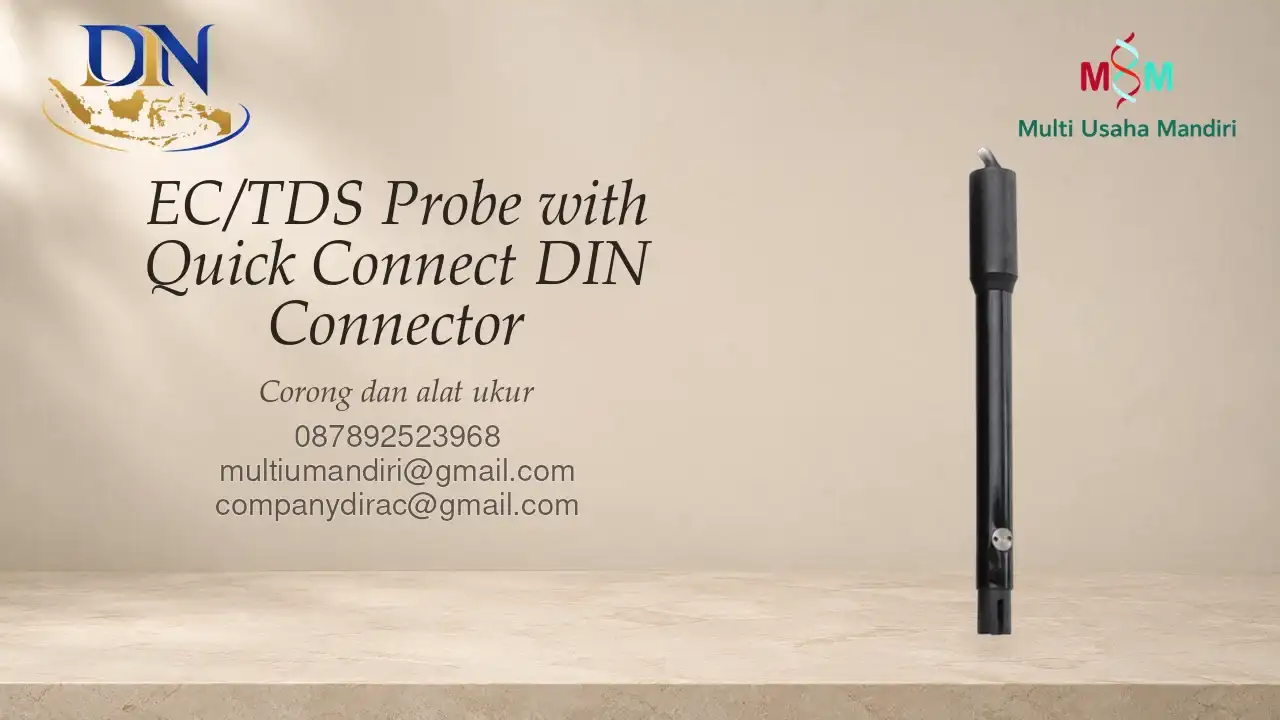 DIN
M M
Multi Usaha Mandiri
EC/TDS Probe with
Quick Connect DIN
Connector
Corong dan alat ukur
087892523968
multiumandiri@gmail.com
companydirac@gmail.com